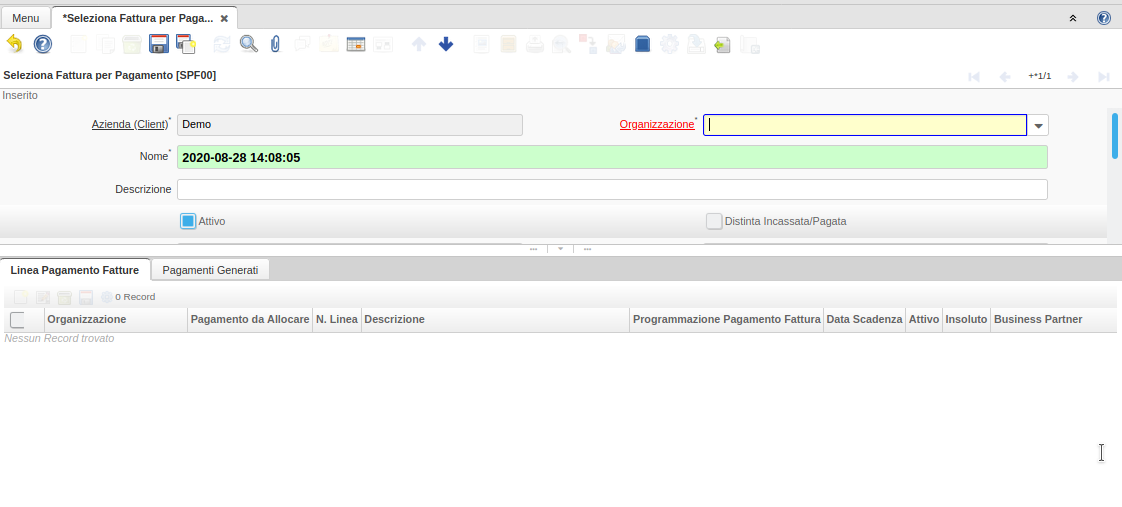 Menu
*Seleziona Fattura per Paga...
Seleziona Fattura per Pagamento [SPF00]
+*1/1
Inserito
Azienda (Client)* Demo Organizzazione*
Nome* 2020-08-28 14:08:05
Descrizione
Attivo Distinta Incassata/Pagata
Linea Pagamento Fatture Pagamenti Generati
0 Record
Organizzazione Pagamento da Allocare N. Linea Descrizione Programmazione Pagamento Fattura Data Scadenza Attivo Insoluto Business Partner
Nessun Record trovato